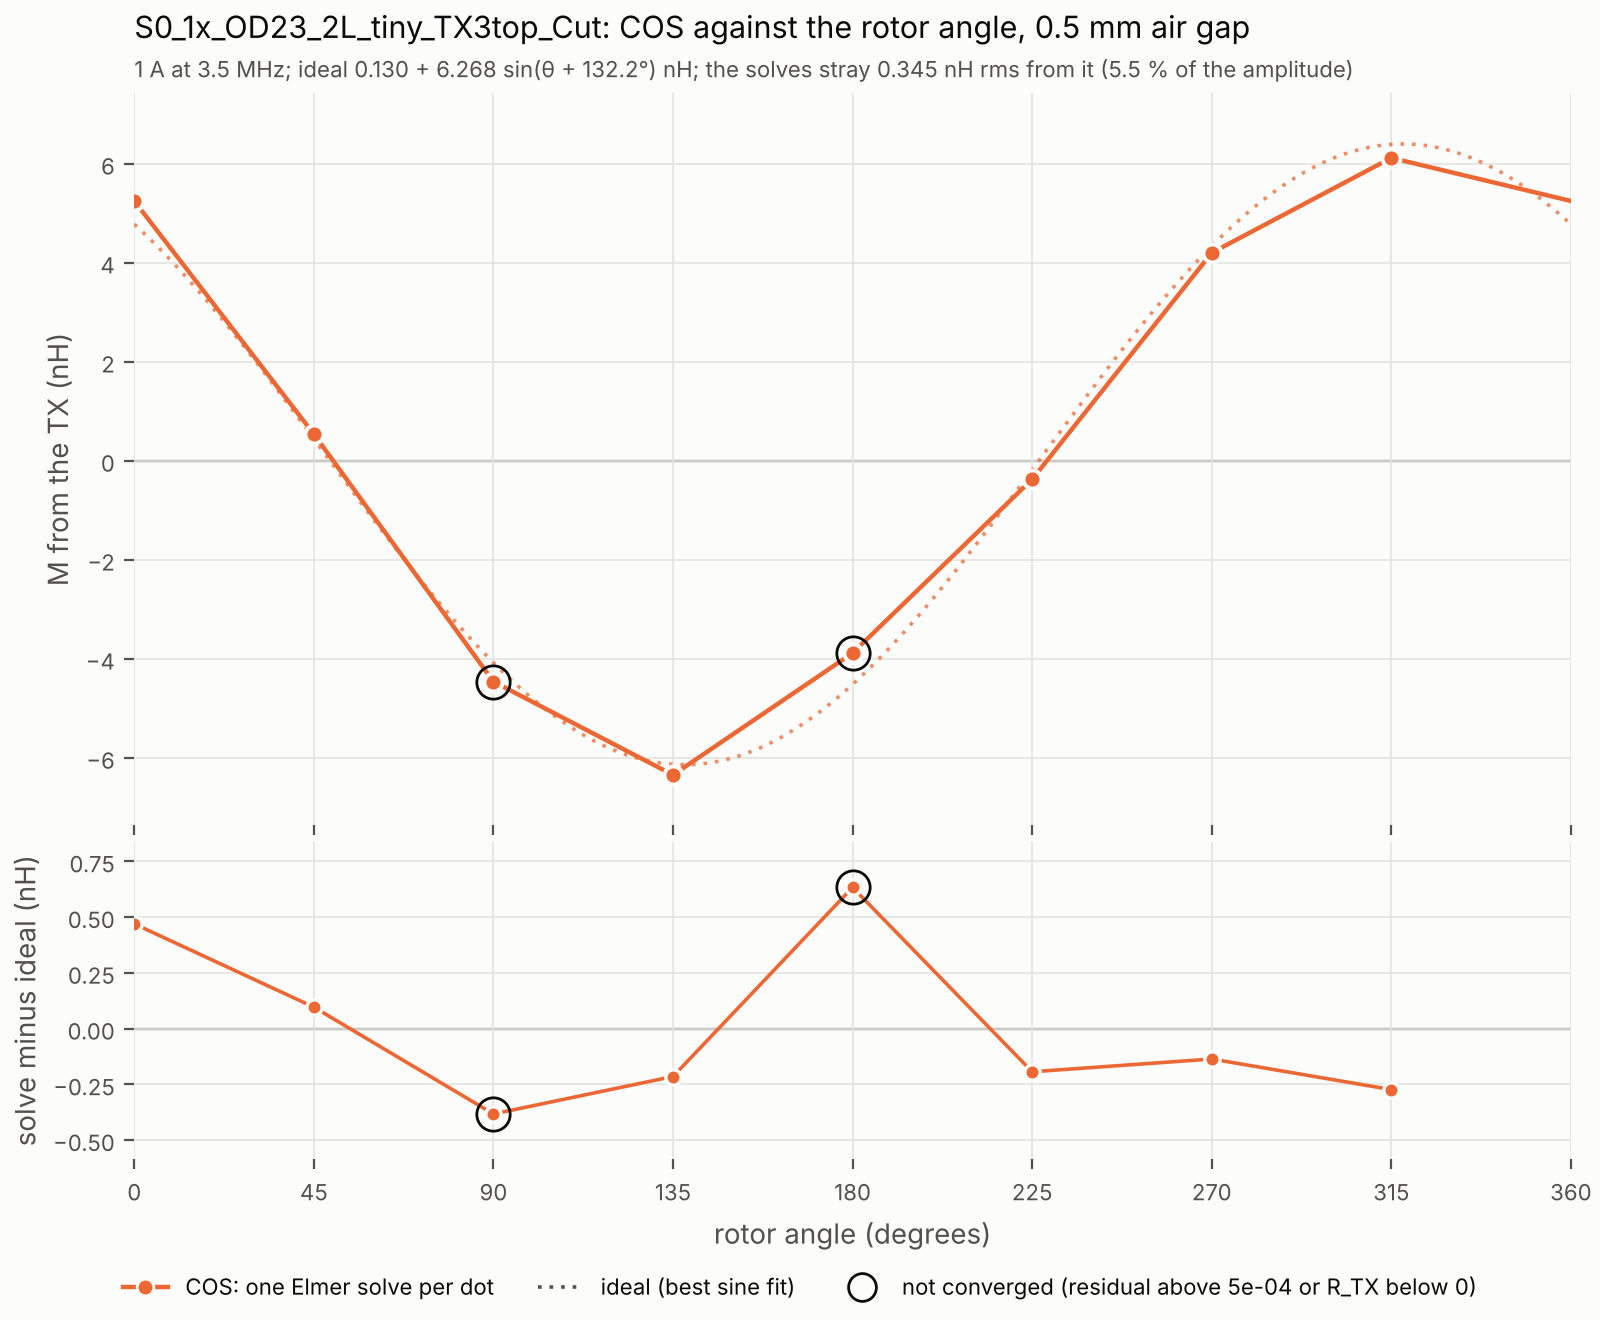 S0_1x_OD23_2L_tiny_TX3top_Cut: COS against the rotor angle, 0.5 mm air gap
1 A at 3.5 MHz; ideal 0.130 + 6.268 sin(θ + 132.2°) nH; the solves stray 0.345 nH rms from it (5.5 % of the amplitude)
M from the TX (nH)
6
4
2
0
−2
−4
−6
solve minus ideal (nH)
0.75
0.50
0.25
0.00
−0.25
−0.50
0 45 90 135 180 225 270 315 360
rotor angle (degrees)
COS: one Elmer solve per dot
ideal (best sine fit)
not converged (residual above 5e-04 or R_TX below 0)